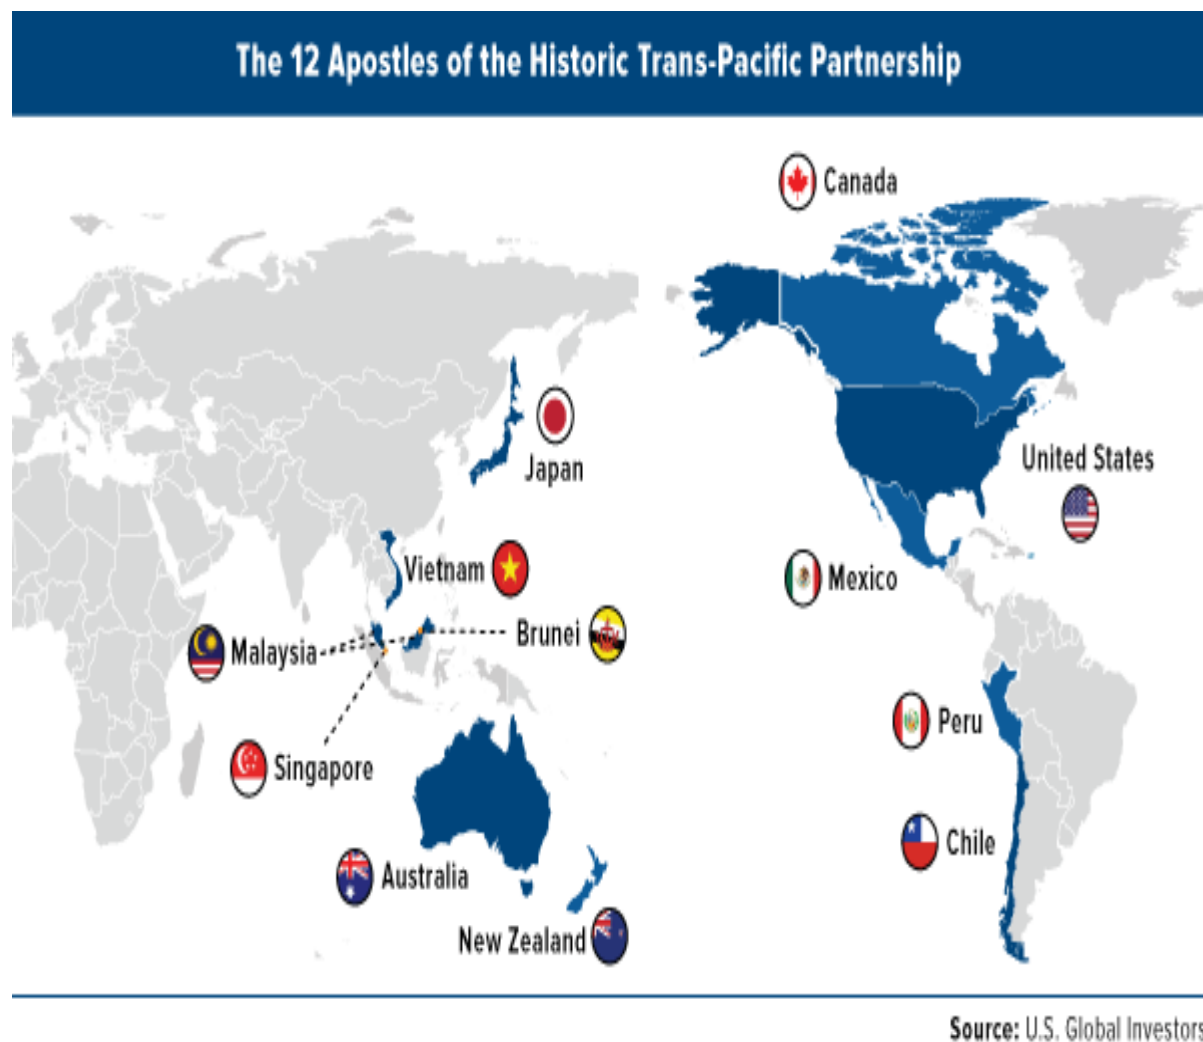 The 12 Apostles of the Historic Trans-Pacific Partnership
Canada
Japan
United States
Vietnam
Mexico
Brunei
Malaysia
Peru
Singapore
Chile
Australia
New Zealand
Source: U.S. Global Investors